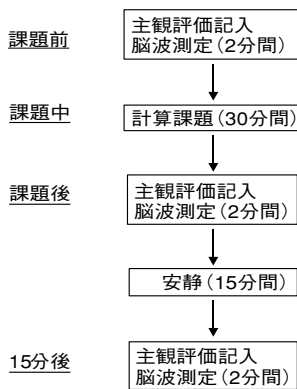 課題前
主観評価記入
脳波測定(2分間)
課題中
計算課題(30分間)
課題後
主観評価記入
脳波測定(2分間)
安静(15分間)
15分後
主観評価記入
脳波測定(2分間)